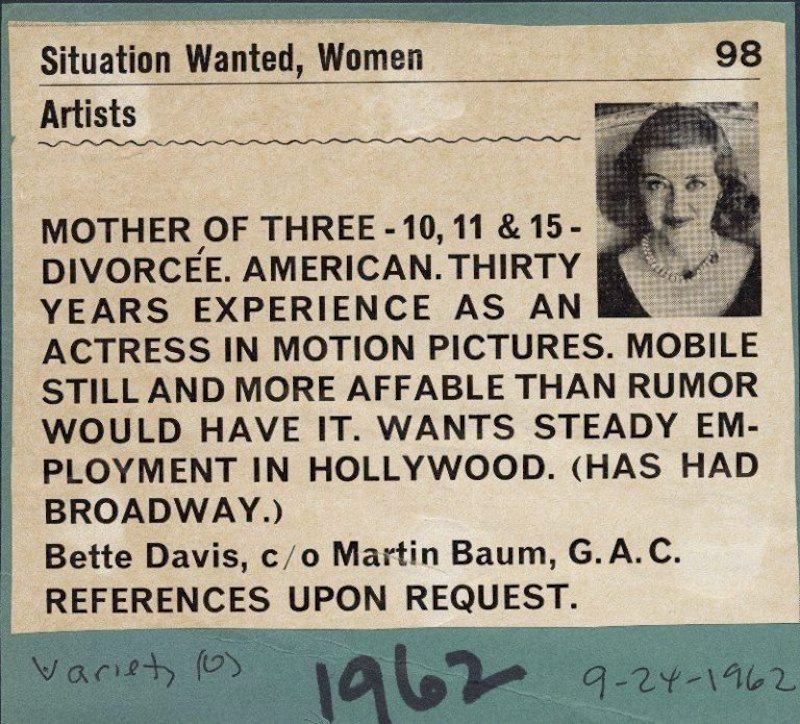 Situation Wanted, Women 98
Artists
MOTHER OF THREE - 10, 11 & 15 -
DIVORCÉE. AMERICAN. THIRTY
YEARS EXPERIENCE AS AN
ACTRESS IN MOTION PICTURES. MOBILE
STILL AND MORE AFFABLE THAN RUMOR
WOULD HAVE IT. WANTS STEADY EM-
PLOYMENT IN HOLLYWOOD. (HAS HAD
BROADWAY.)
Bette Davis, c/o Martin Baum, G.A.C.
REFERENCES UPON REQUEST.
Variety (D) 1962 9-24-1962